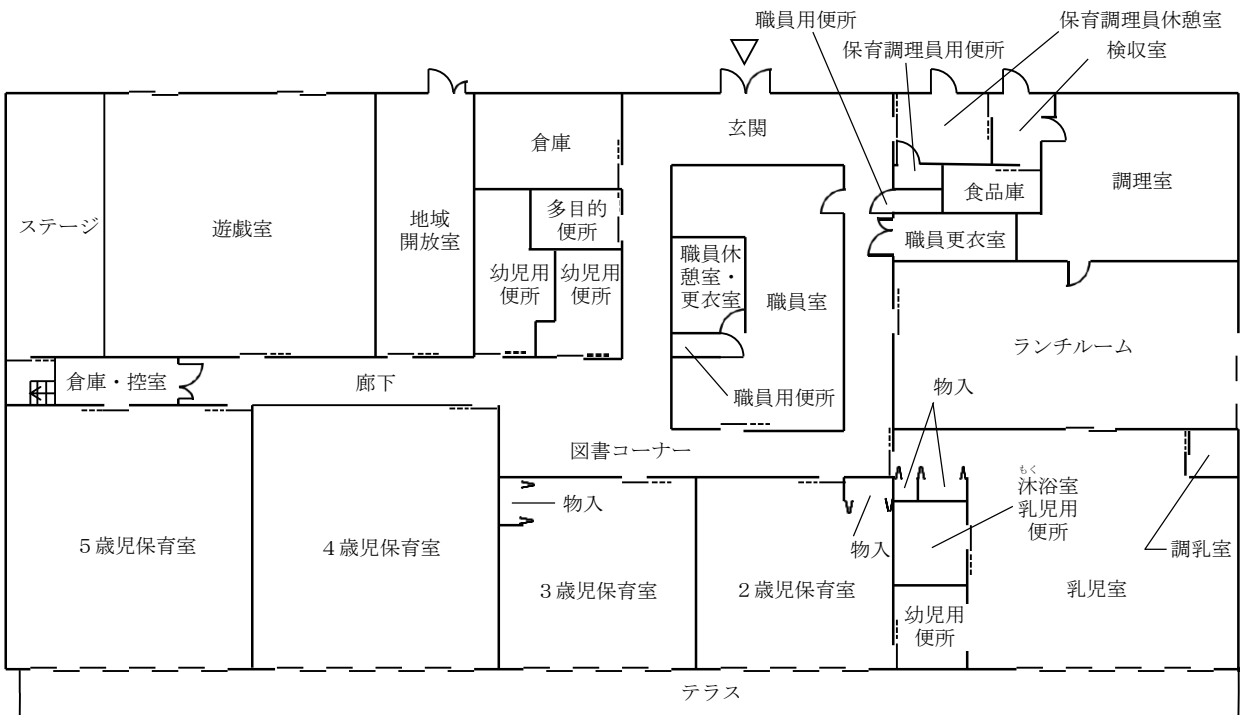 職員用便所
保育調理員休憩室
保育調理員用便所
検収室
玄関
倉庫
調理室
食品庫
多目的
便所
ステージ
遊戯室
地域
開放室
職員更衣室
職員休
憩室・
更衣室
職員室
幼児用
便所
幼児用
便所
ランチルーム
倉庫・控室
廊下
物入
職員用便所
図書コーナー
もく
沐浴室
乳児用
便所
物入
５歳児保育室
４歳児保育室
物入
調乳室
３歳児保育室
２歳児保育室
乳児室
幼児用
便所
テラス